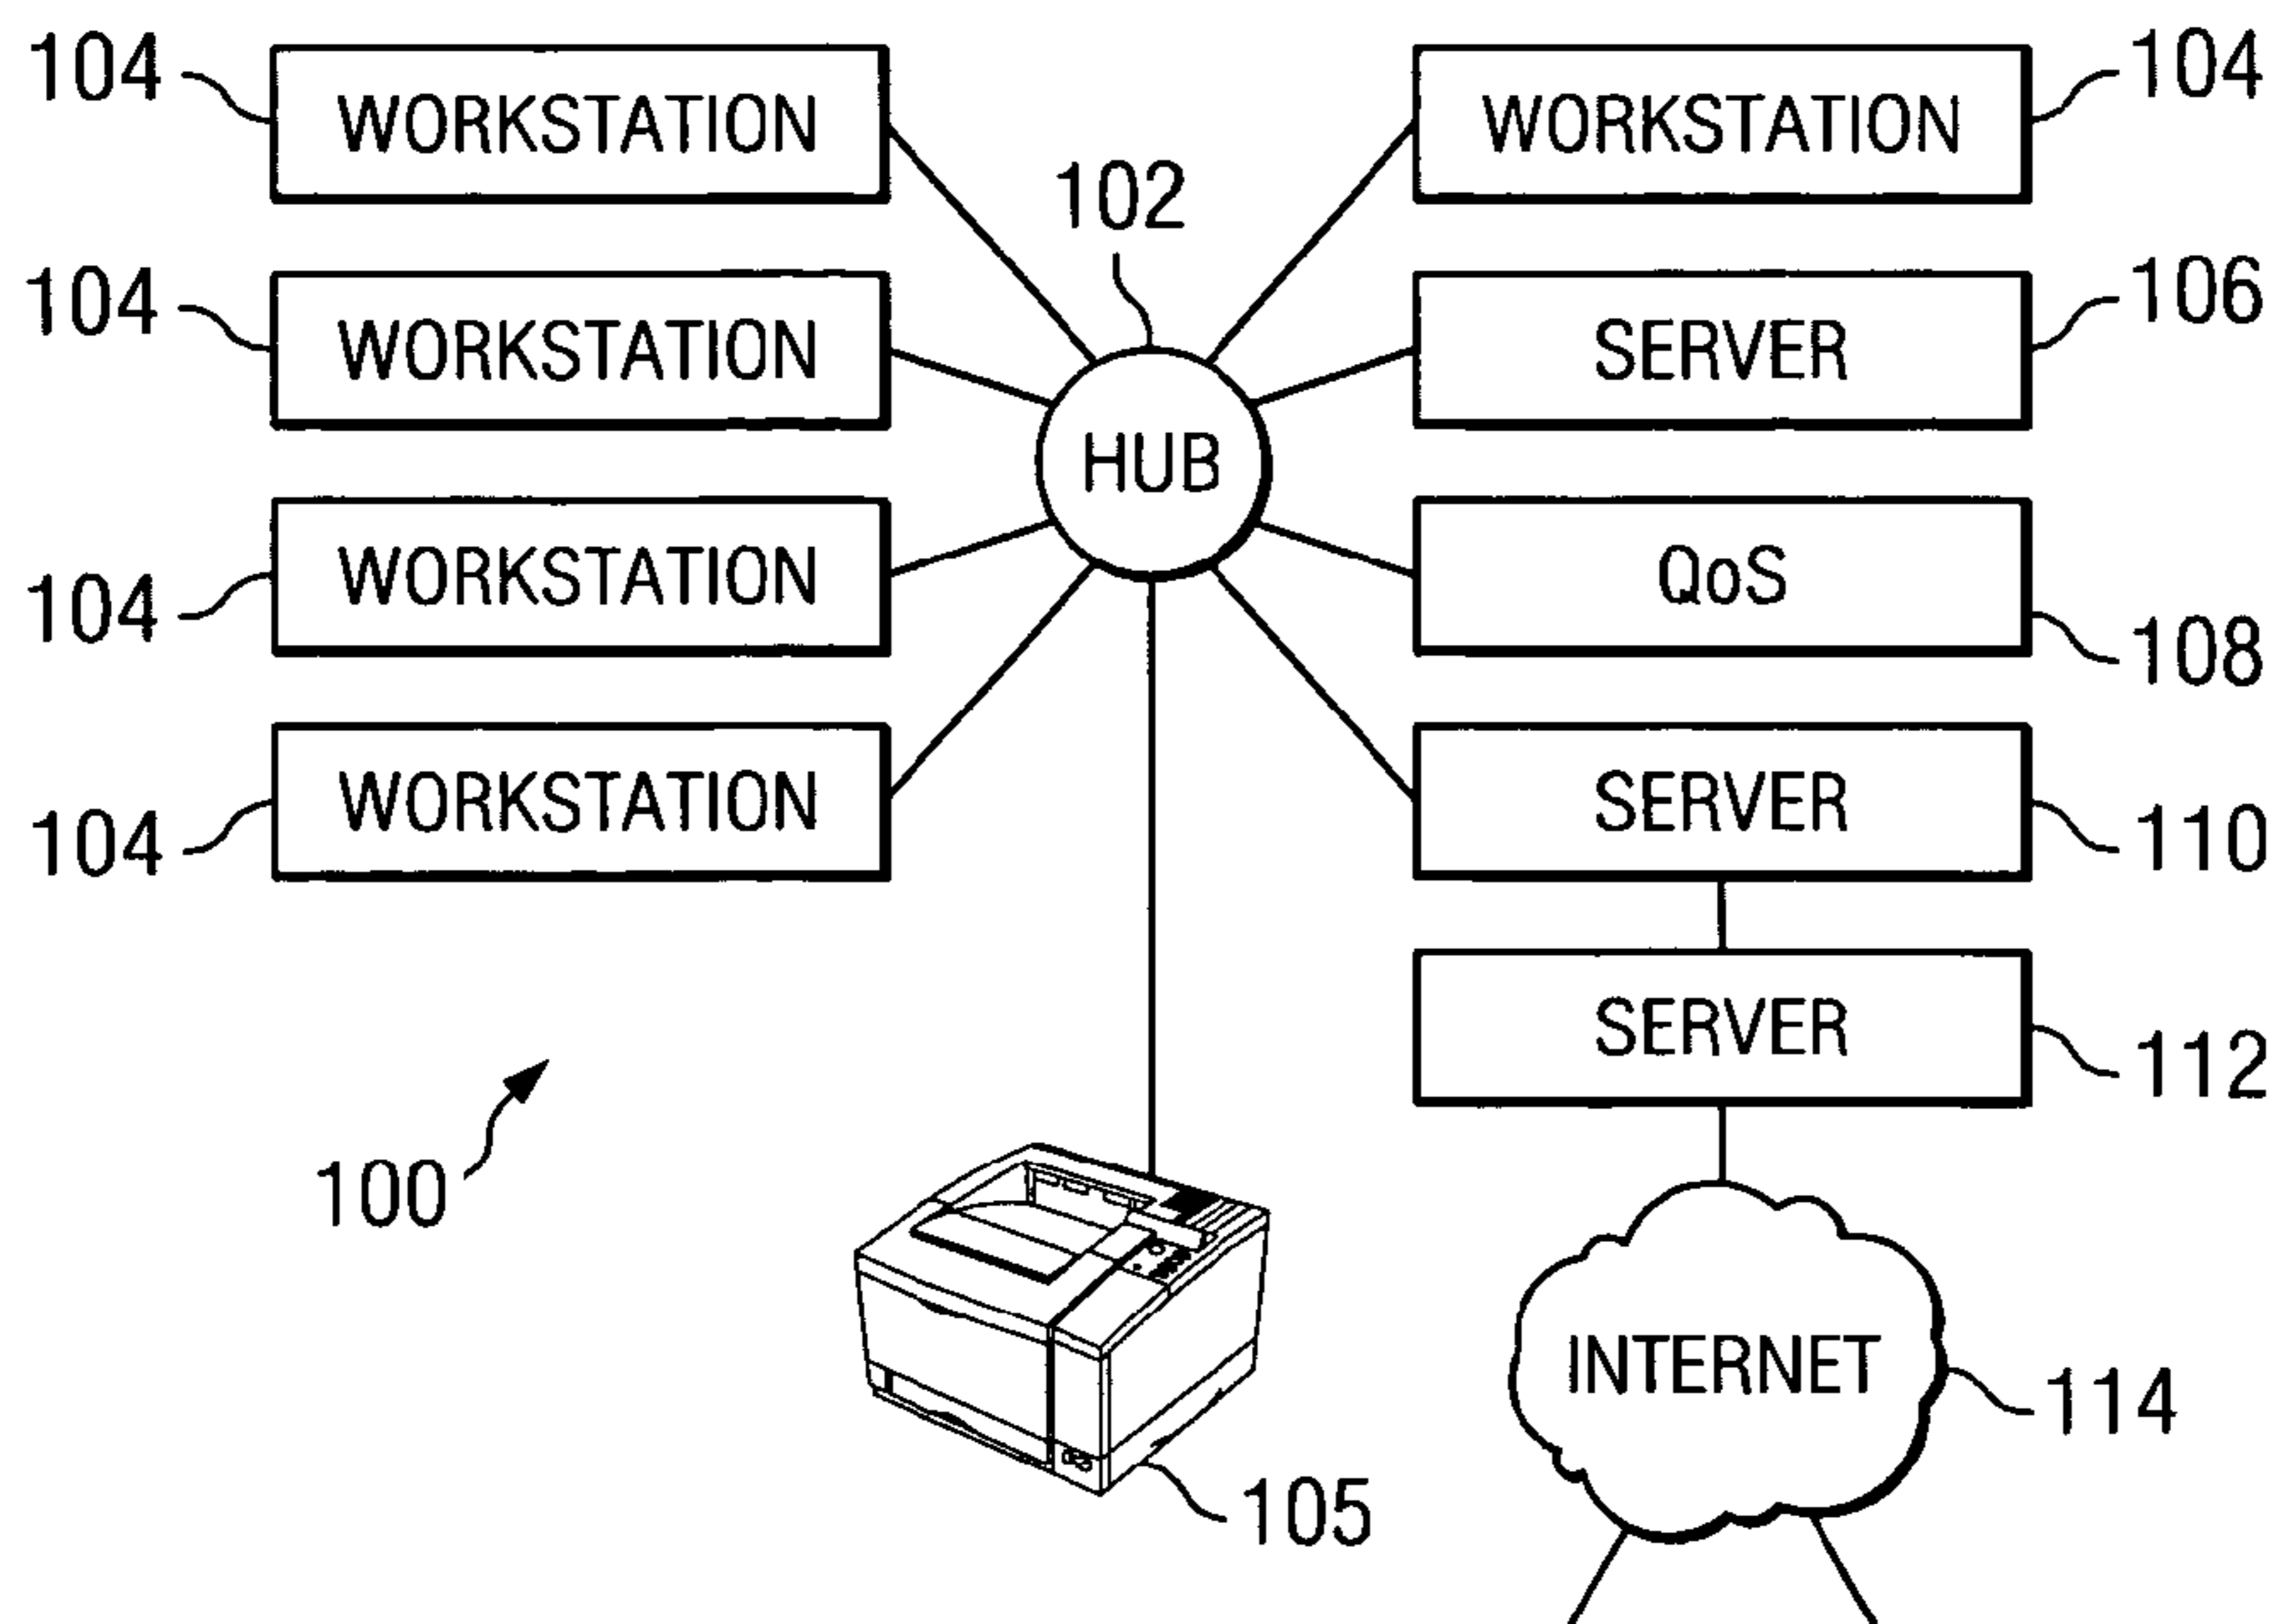 104 WORKSTATION WORKSTATION 104
102
104 WORKSTATION SERVER 106
HUB
104 WORKSTATION QoS 108
104 WORKSTATION SERVER 110
SERVER 112
100
INTERNET 114
105